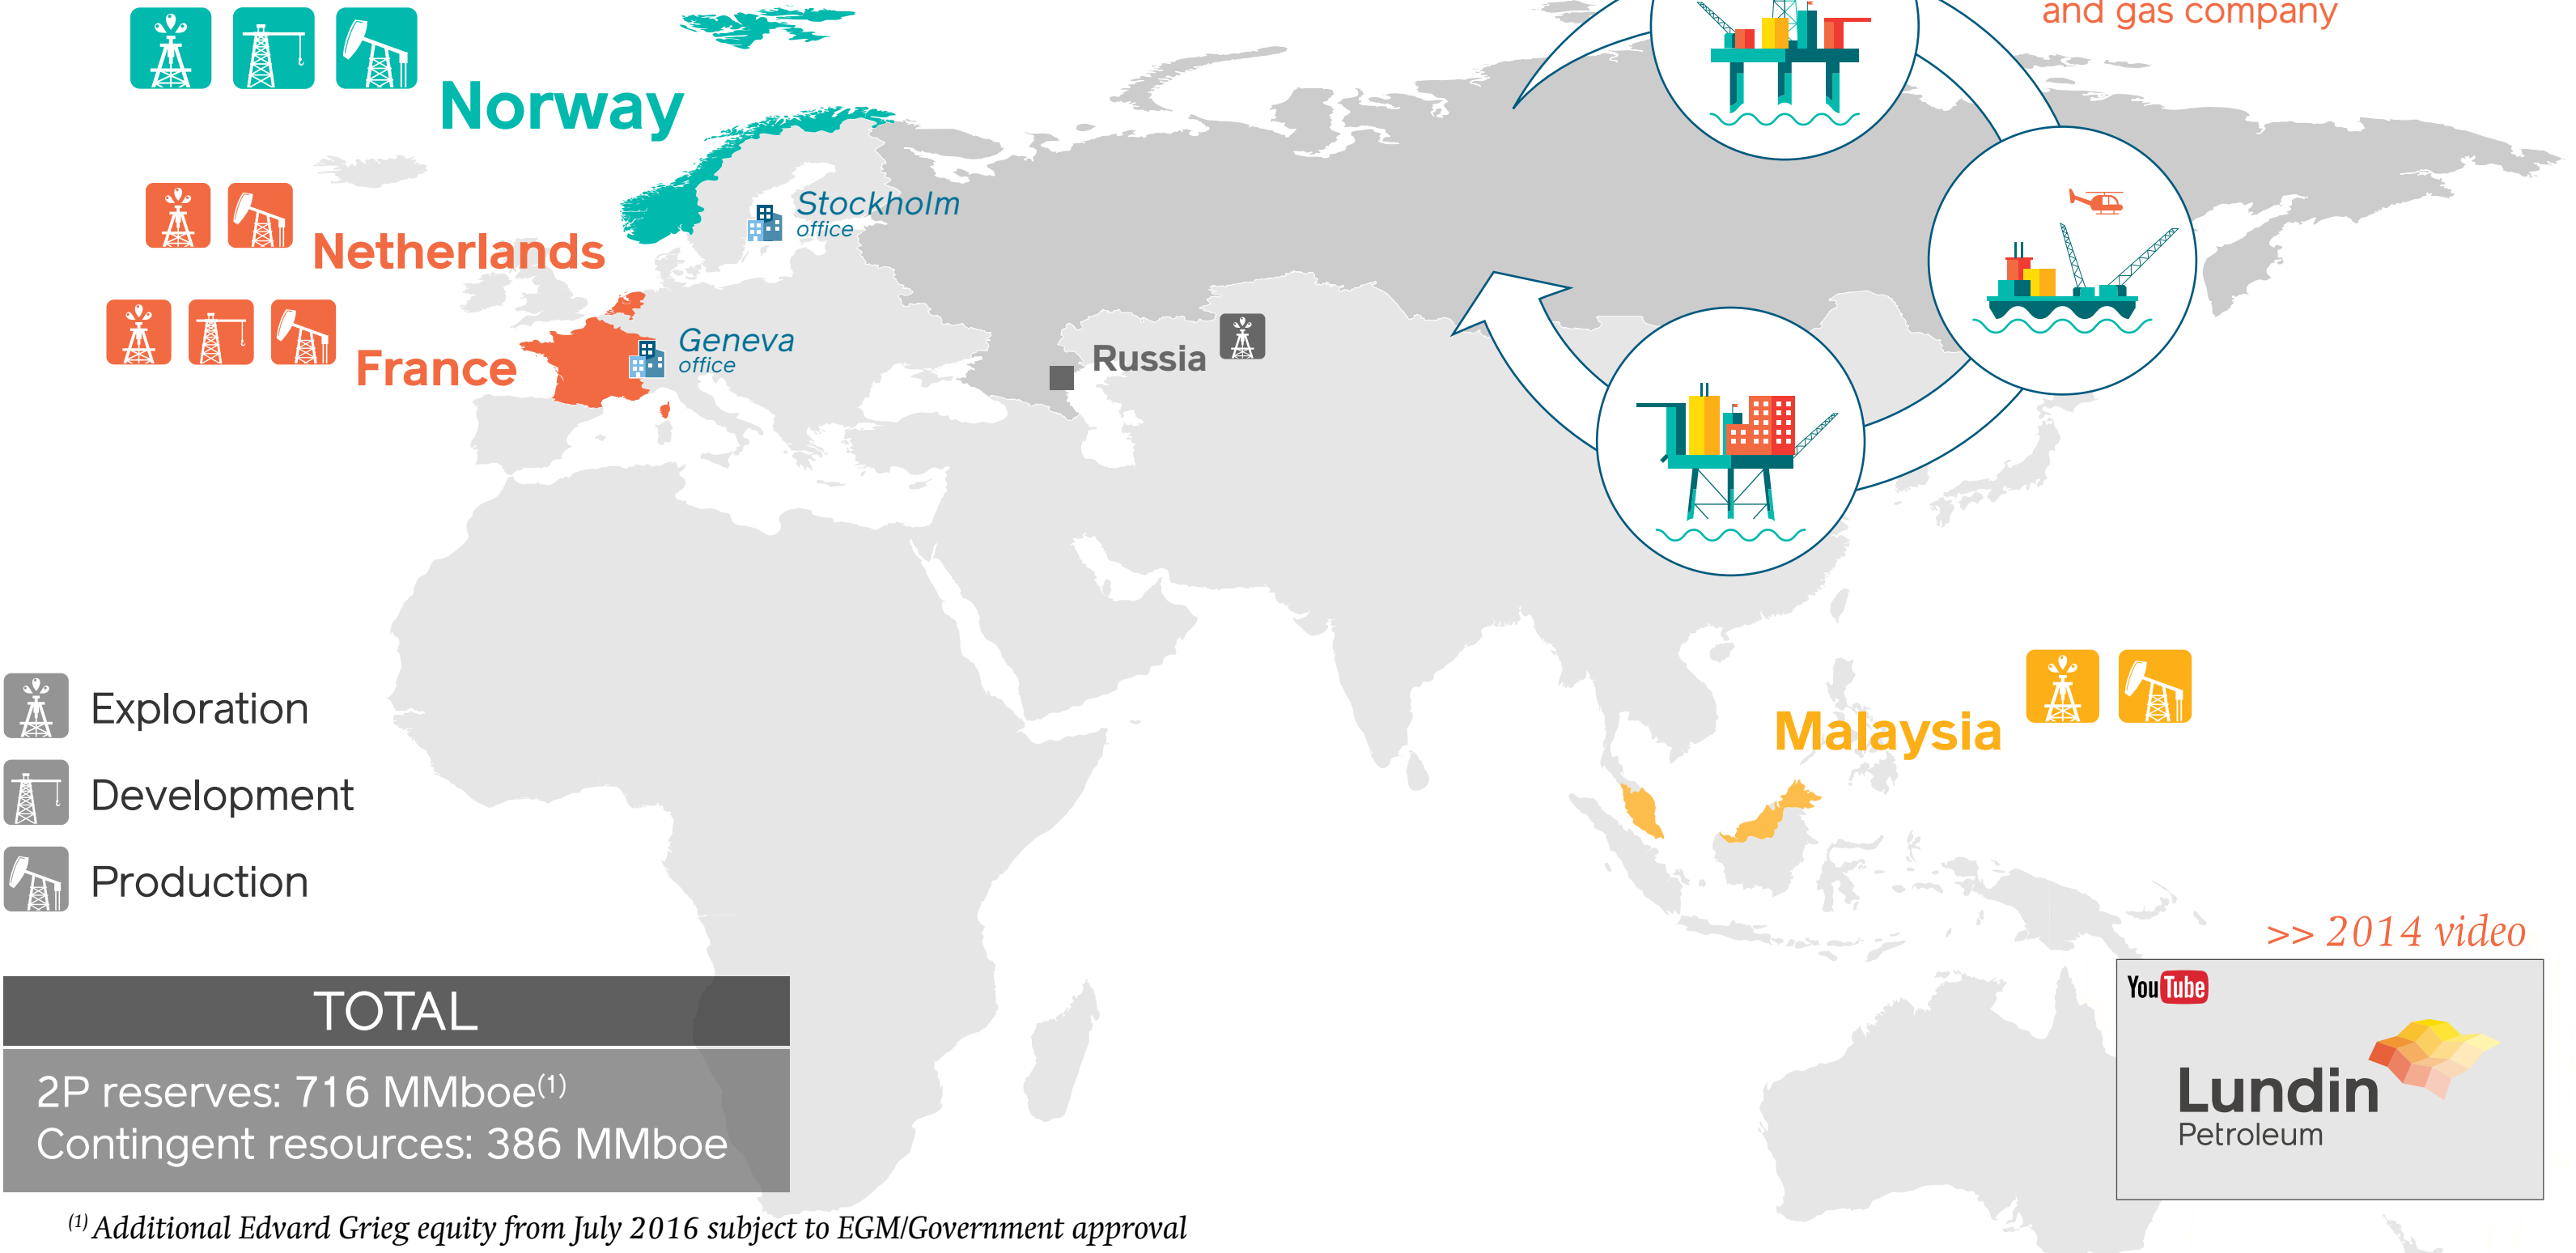 and gas company
Norway
Stockholm
office
Netherlands
Geneva
office
France
Russia
Malaysia
Exploration
Development
Production
>> 2014 video
YouTube
Lundin
Petroleum
TOTAL
2P reserves: 716 MMboe(1)
Contingent resources: 386 MMboe
(1) Additional Edvard Grieg equity from July 2016 subject to EGM/Government approval